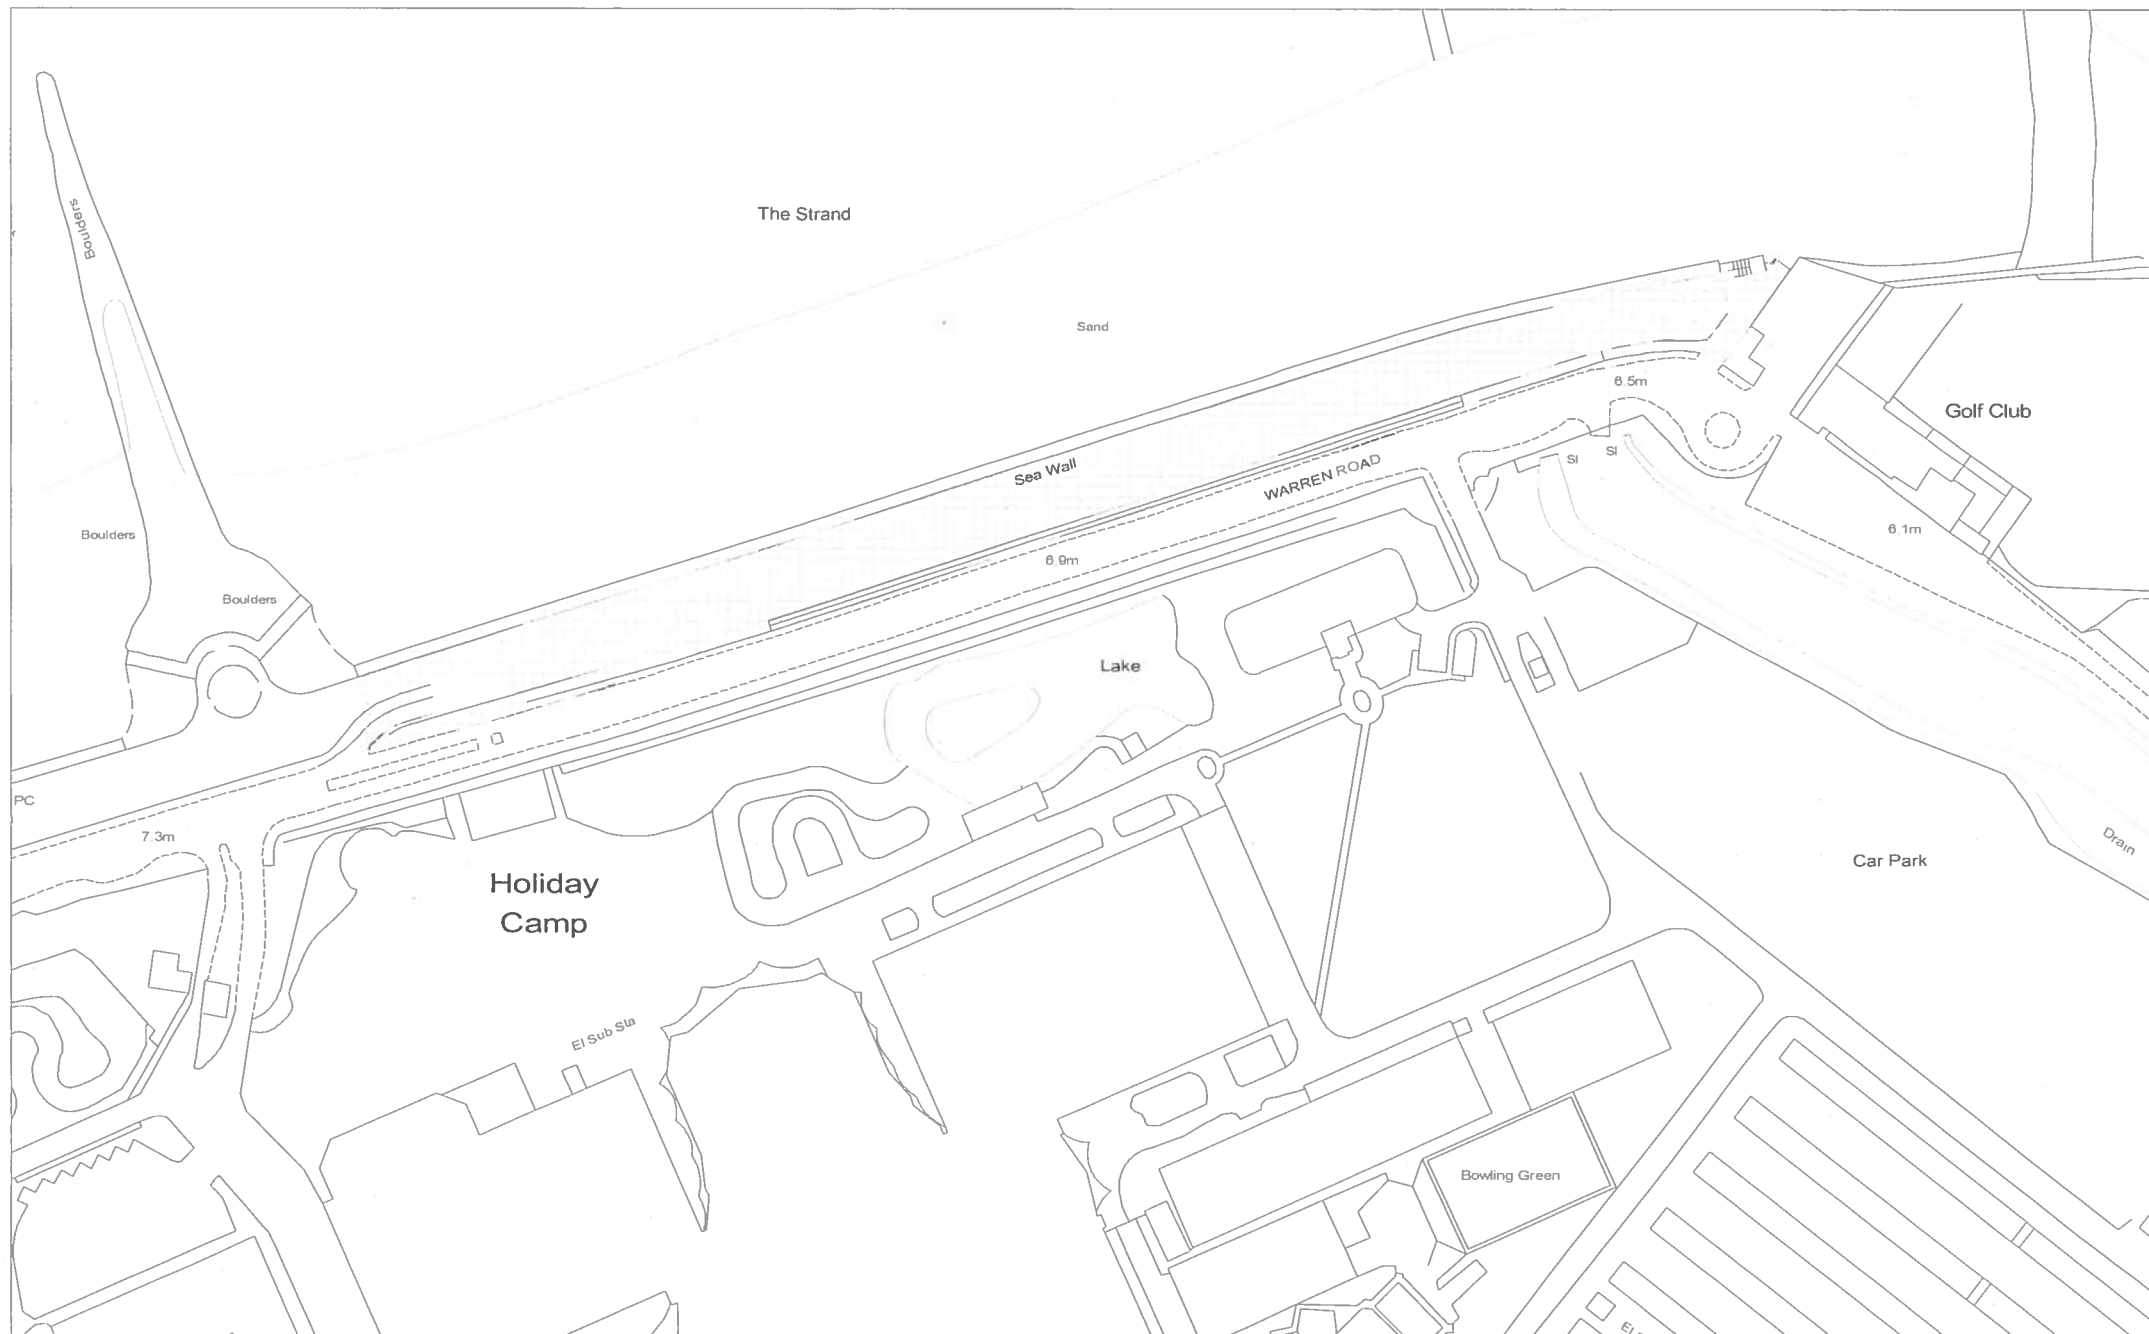 Boulders
The Strand
Sand
6.5m
Golf Club
Sea Wall
WARREN ROAD
Sl
Sl
6.1m
Boulders
6.9m
Boulders
Lake
PC
7.3m
Drain
Car Park
Holiday
Camp
El Sub Sta
Bowling Green